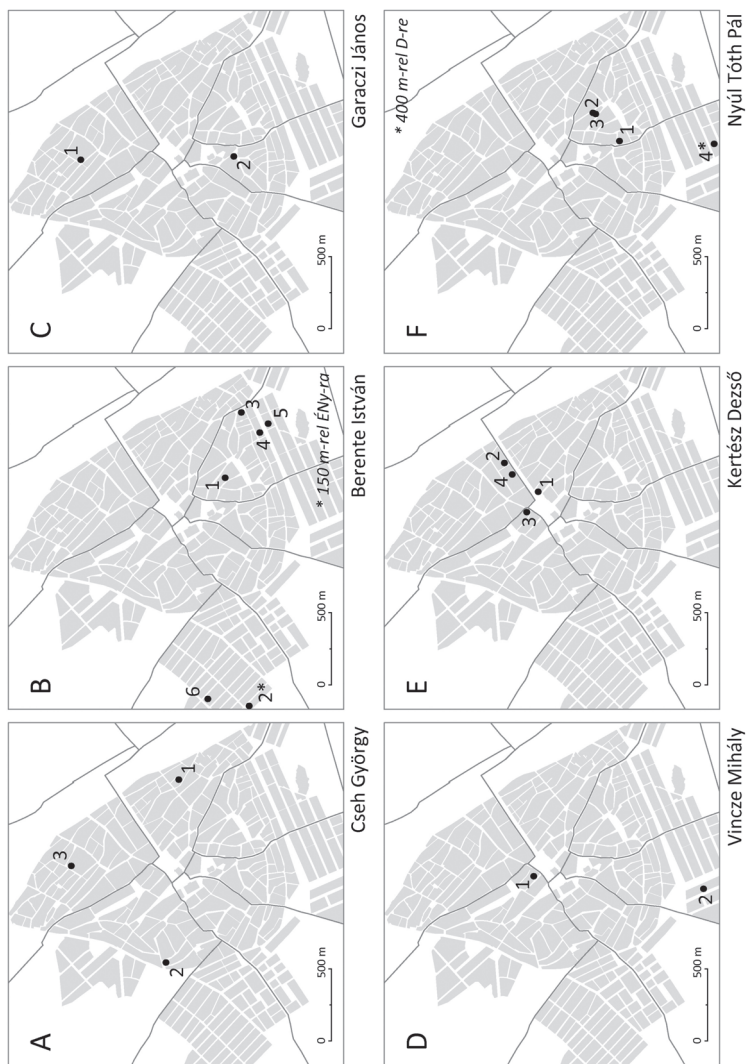 A
3
1
2
0 500 m
Cseh György
B
1
3
4
5
6
2*
* 150 m-rel ÉNy-ra
0 500 m
Berente István
C
1
2
0 500 m
Garaczi János
D
1
2
0 500 m
Vincze Mihály
E
2
4
1
3
0 500 m
Kertész Dezső
F
* 400 m-rel D-re
3 2
1
4*
0 500 m
Nyúl Tóth Pál